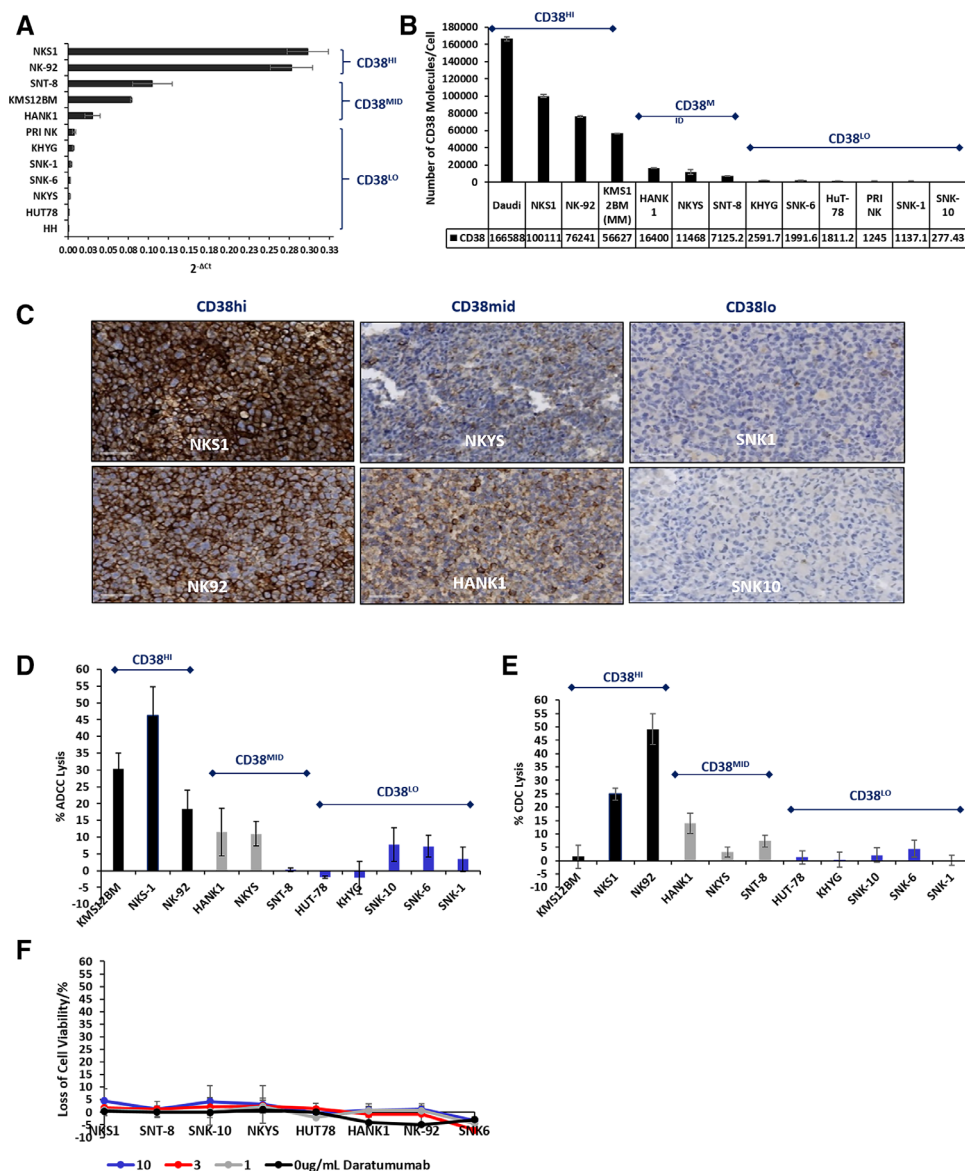 A
NKS1
NK-92
SNT-8
KMS12BM
HANK1
PRI NK
KHYG
SNK-1
SNK-6
NKYS
HUT78
HH
CD38HI
CD38MID
CD38LO
0.000 0.03 0.05 0.08 0.10 0.13 0.15 0.18 0.20 0.23 0.25 0.28 0.30 0.33
2-ΔCt
B
CD38HI
CD38M
ID
CD38LO
Number of CD38 Molecules/Cell
180000
160000
140000
120000
100000
80000
60000
40000
20000
0
Daudi NKS1 NK-92 KMS1 2BM (MM) HANK 1 NKYS SNT-8 KHYG SNK-6 HuT-78 PRI NK SNK-1 SNK-10
CD38 166588 100111 76241 56627 16400 11468 7125.2 2591.7 1991.6 1811.2 1245 1137.1 277.43
C
CD38hi CD38mid CD38lo
NKS1 NKYS SNK1
NK92 HANK1 SNK10
D
CD38HI
CD38MID
CD38LO
% ADCC Lysis
60
55
50
45
40
35
30
25
20
15
10
5
0
-5
-10
KMS12BM NKS-1 NK-92 HANK1 NKYS SNT-8 HUT-78 KHYG SNK-10 SNK-6 SNK-1
E
CD38HI
CD38MID
CD38LO
% CDC Lysis
60
55
50
45
40
35
30
25
20
15
10
5
0
-5
-10
KMS12BM NKS1 NK92 HANK1 NKYS SNT-8 HUT-78 KHYG SNK-10 SNK-6 SNK-1
F
Loss of Cell Viability/%
60
55
50
45
40
35
30
25
20
15
10
5
0
-5
-10
NKS1 SNT-8 SNK-10 NKYS HUT78 HANK1 NK-92 SNK6
10 3 1 0ug/mL Daratumumab